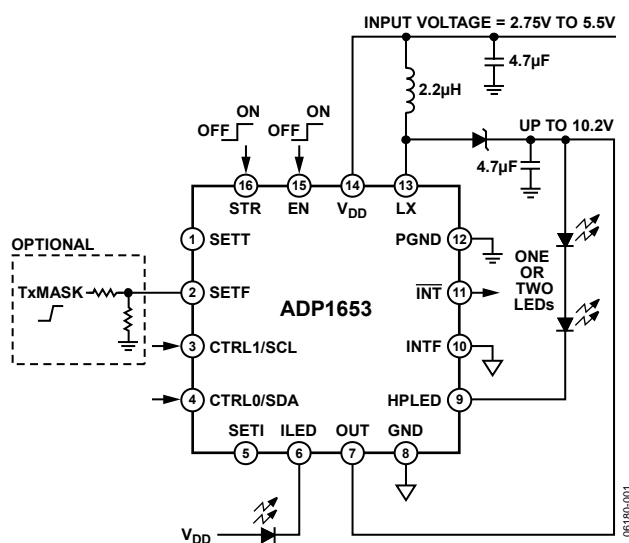 INPUT VOLTAGE = 2.75V TO 5.5V
4.7µF
2.2µH
ON
OFF
ON
OFF
UP TO 10.2V
4.7µF
16
15
14
13
STR
EN
VDD
LX
OPTIONAL
TxMASK
1
SETT
2
SETF
3
CTRL1/SCL
4
CTRL0/SDA
ADP1653
PGND
12
INT
11
INTF
10
HPLED
9
ONE
OR
TWO
LEDs
SETI
ILED
OUT
GND
5
6
7
8
VDD
06180-001